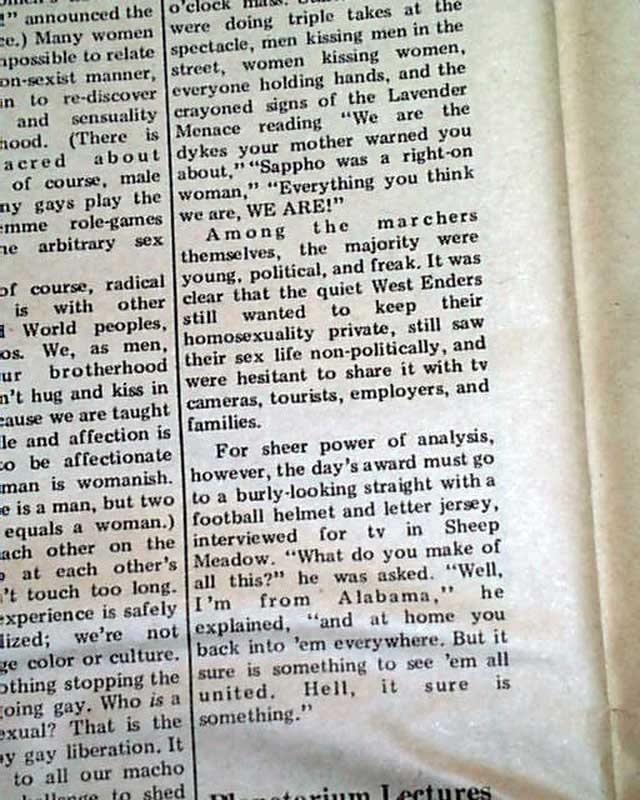 !" announced the
ce.) Many women
possible to relate
on-sexist manner,
n to re-discover
and sensuality
hood. (There is
acred about
of course, male
ny gays play the
emme role-games
ne arbitrary sex
of course, radical
is with other
World peoples,
os. We, as men,
ur brotherhood
n't hug and kiss in
cause we are taught
le and affection is
to be affectionate
man is womanish.
e is a man, but two
equals a woman.)
ach other on the
at each other's
't touch too long.
experience is safely
lized; we're not
ge color or culture.
othing stopping the
going gay. Who is a
exual? That is the
ay gay liberation. It
to all our macho
to shed
o'clock mass.
were doing triple takes at the
spectacle, men kissing men in the
street, women kissing women,
everyone holding hands, and the
crayoned signs of the Lavender
Menace reading "We are the
dykes your mother warned you
about," "Sappho was a right-on
woman," "Everything you think
we are, WE ARE!"
Among the marchers
themselves, the majority were
young, political, and freak. It was
clear that the quiet West Enders
still wanted to keep their
homosexuality private, still saw
their sex life non-politically, and
were hesitant to share it with tv
cameras, tourists, employers, and
families.
For sheer power of analysis,
however, the day's award must go
to a burly-looking straight with a
football helmet and letter jersey,
interviewed for tv in Sheep
Meadow. "What do you make of
all this?" he was asked. "Well,
I'm from Alabama," he
explained, "and at home you
back into 'em everywhere. But it
sure is something to see 'em all
united. Hell, it sure is
something."
Planetarium Lectures